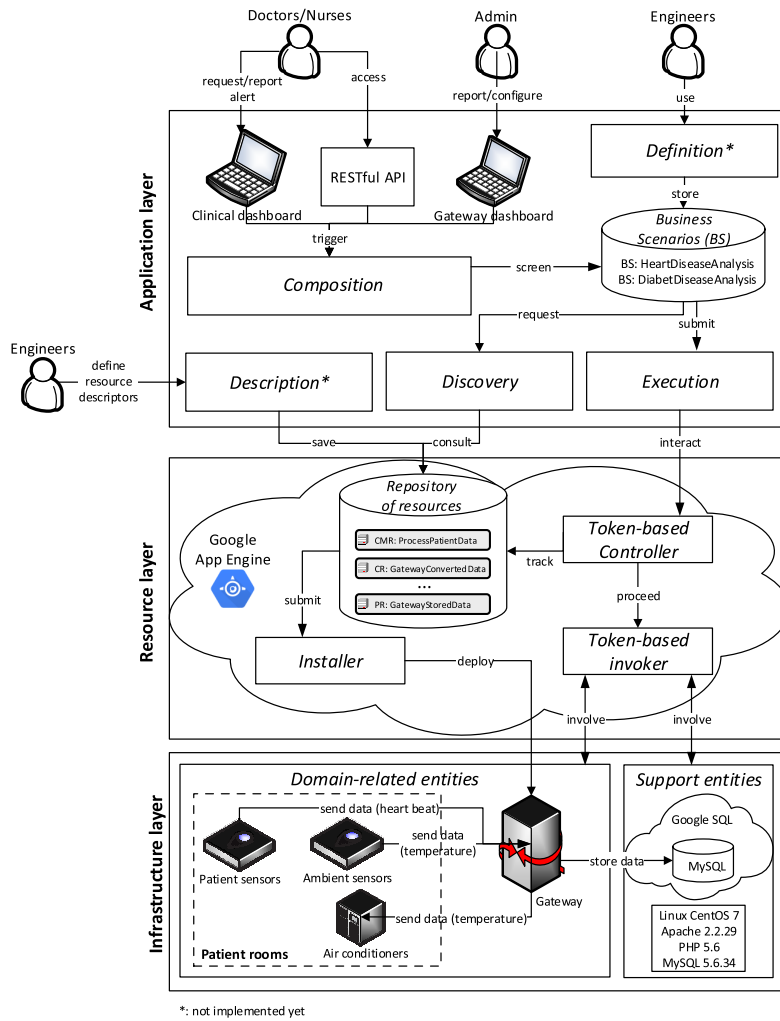 Doctors/Nurses
Admin
Engineers
request/report
alert
access
report/configure
use
Application layer
Clinical dashboard
RESTful API
Gateway dashboard
Definition*
store
Business
Scenarios (BS)
BS: HeartDiseaseAnalysis
BS: DiabetDiseaseAnalysis
trigger
Composition
screen
request
submit
Engineers
define
resource
descriptors
Description*
Discovery
Execution
save
consult
interact
Resource layer
Google
App Engine
Repository
of resources
CMR: ProcessPatientData
CR: GatewayConvertedData
...
PR: GatewayStoredData
Token-based
Controller
track
submit
proceed
Installer
deploy
Token-based
invoker
involve
involve
Infrastructure layer
Domain-related entities
Support entities
send data (heart beat)
send data
(temperature)
Patient sensors
Ambient sensors
Gateway
store data
Google SQL
MySQL
send data (temperature)
Patient rooms
Air conditioners
Linux CentOS 7
Apache 2.2.29
PHP 5.6
MySQL 5.6.34
*: not implemented yet